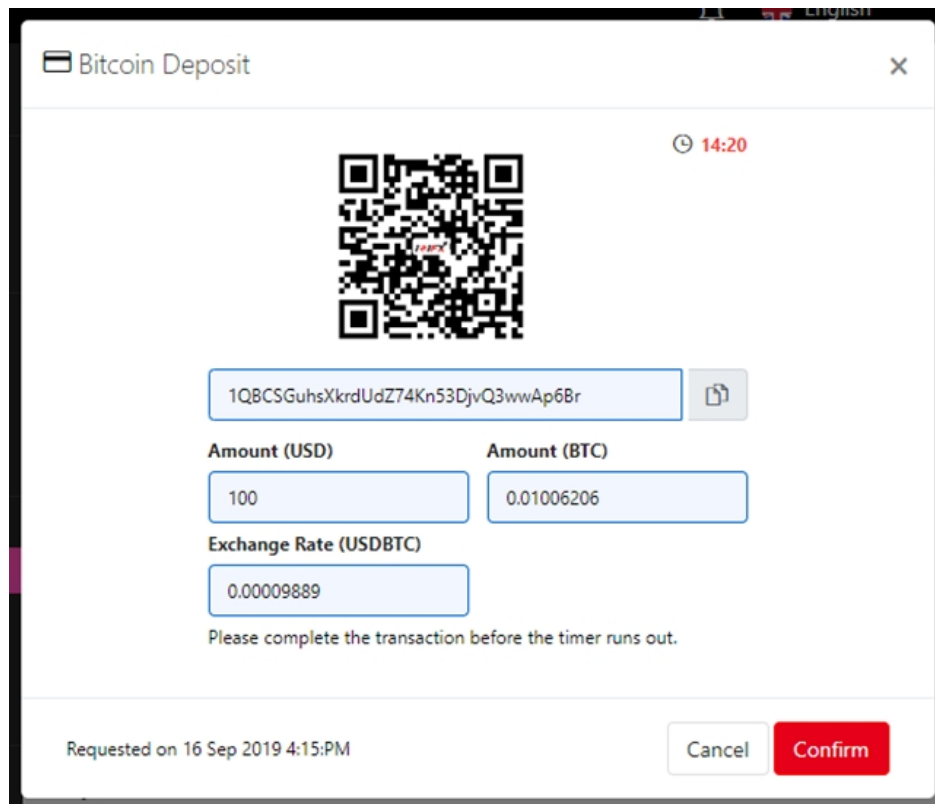 English
Bitcoin Deposit
14:20
1QBCSGuhsXkrdUdZ74Kn53DjvQ3wwAp6Br
Amount (USD)
Amount (BTC)
100
0.01006206
Exchange Rate (USDBTC)
0.00009889
Please complete the transaction before the timer runs out.
Requested on 16 Sep 2019 4:15:PM
Cancel
Confirm